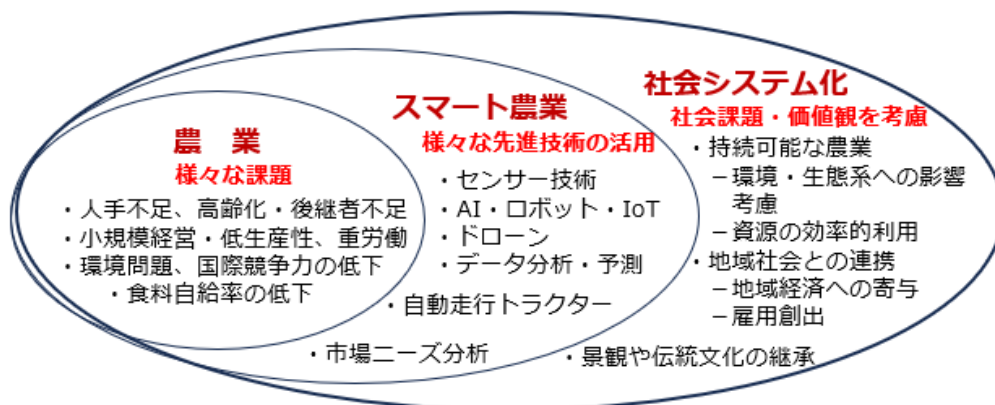 農　業
様々な課題
・人手不足、高齢化・後継者不足
・小規模経営・低生産性、重労働
・環境問題、国際競争力の低下
・食料自給率の低下
スマート農業
様々な先進技術の活用
・センサー技術
・AI・ロボット・IoT
・ドローン
・データ分析・予測
・自動走行トラクター
・市場ニーズ分析
社会システム化
社会課題・価値観を考慮
・持続可能な農業
－環境・生態系への影響
考慮
－資源の効率的利用
・地域社会との連携
－地域経済への寄与
－雇用創出
・景観や伝統文化の継承